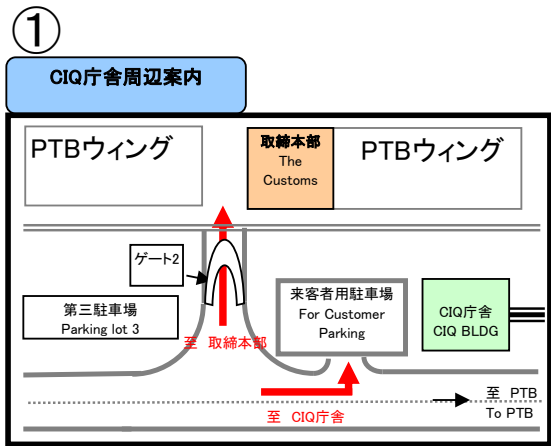 ①
CIQ庁舎周辺案内
PTBウィング
取締本部
The
Customs
PTBウィング
ゲート2
第三駐車場
Parking lot 3
来客者用駐車場
For Customer
Parking
CIQ庁舎
CIQ BLDG
至 取締本部
至 CIQ庁舎
至 PTB
To PTB